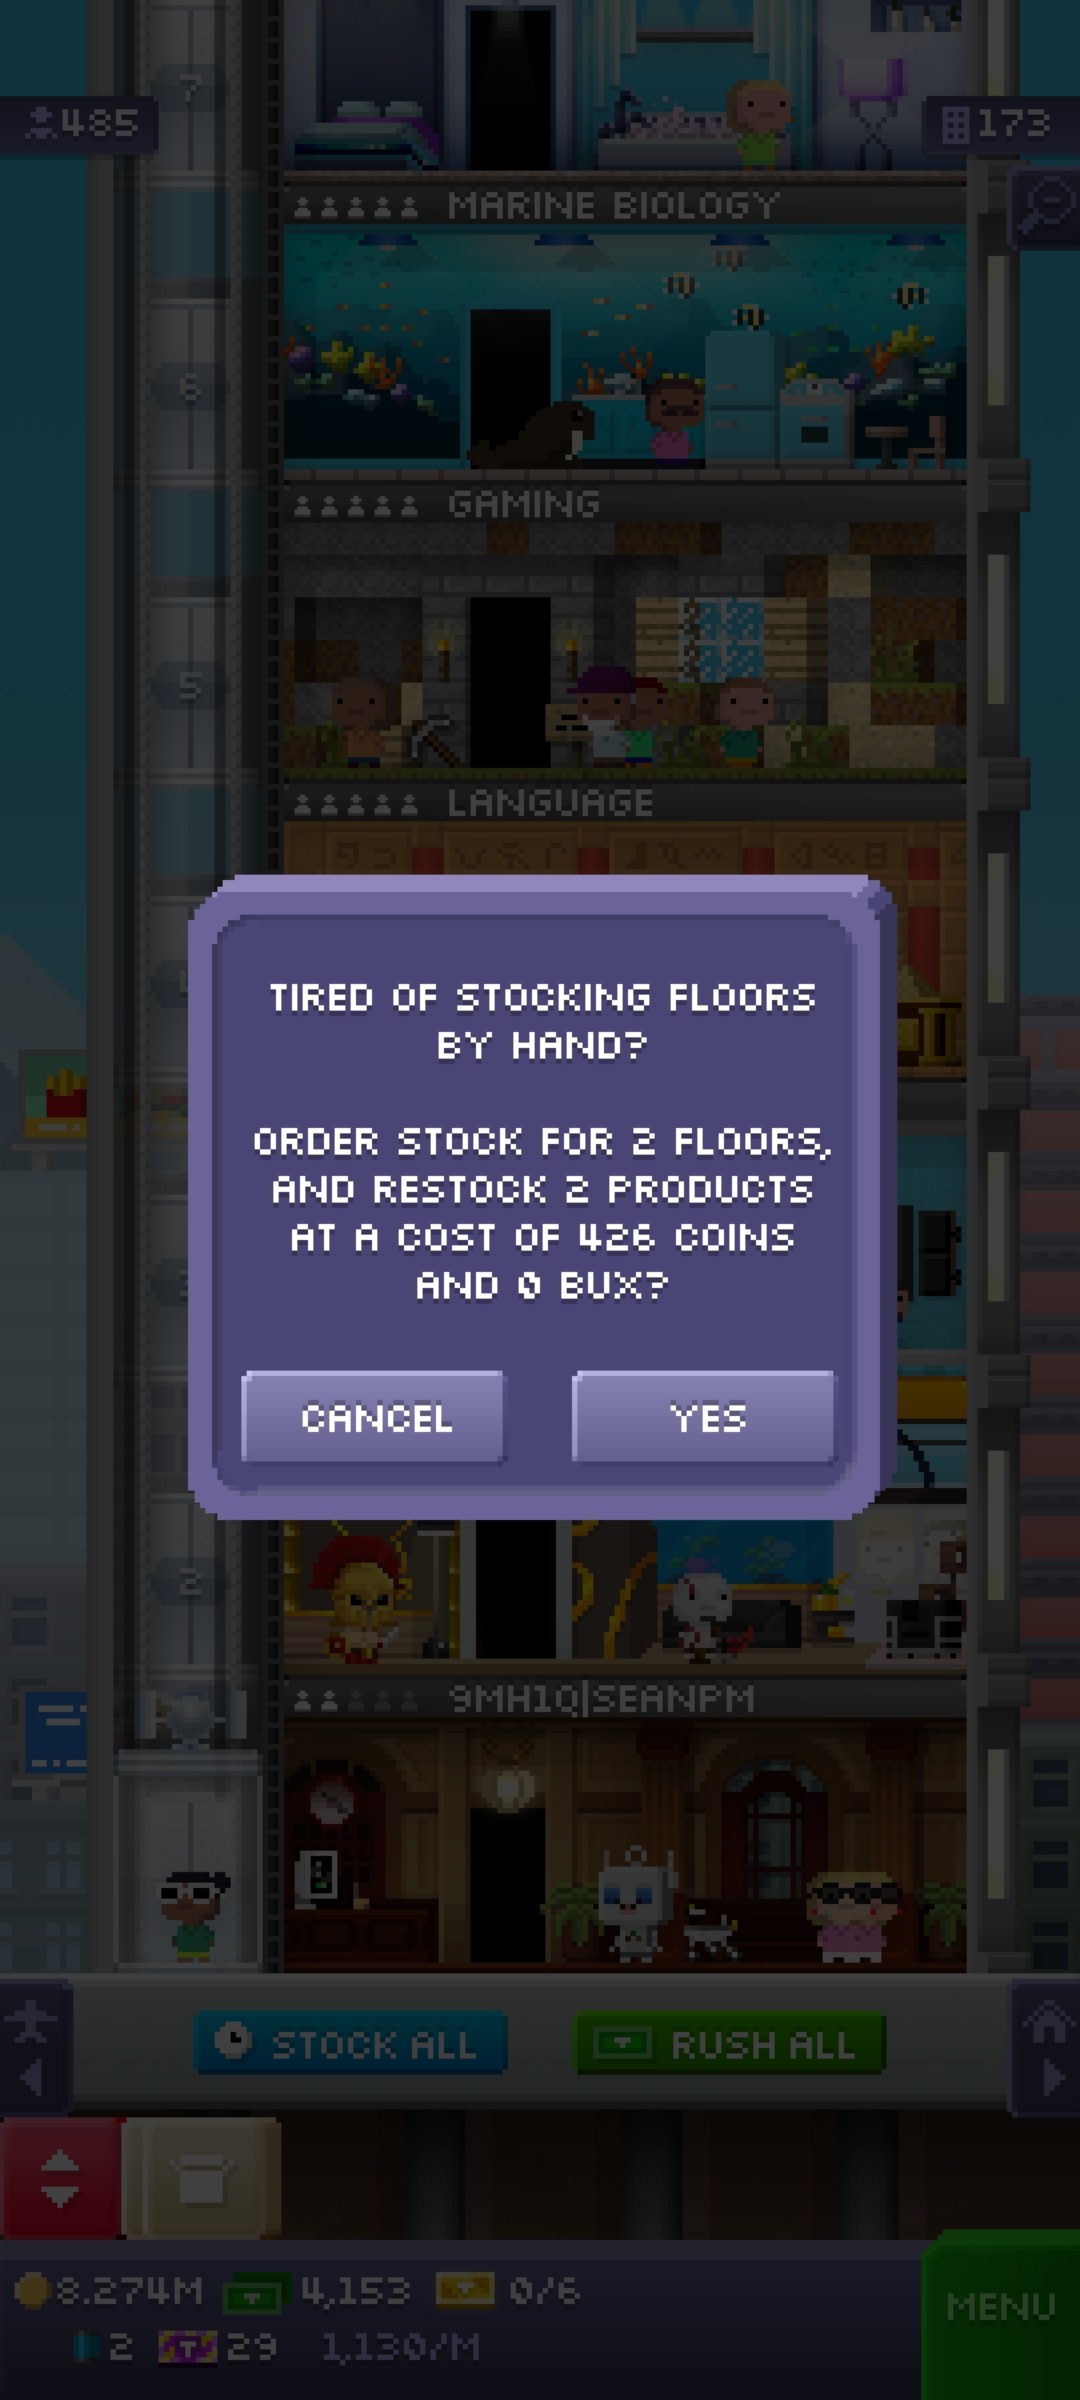 7
485
173
MARINE BIOLOGY
6
GAMING
5
LANGUAGE
TIRED OF STOCKING FLOORS
BY HAND?
ORDER STOCK FOR 2 FLOORS,
AND RESTOCK 2 PRODUCTS
AT A COST OF 426 COINS
AND 0 BUX?
CANCEL
YES
2
9MH1Q|SEANPM
STOCK ALL
RUSH ALL
8.274M
4,153
0/6
MENU
2
29
1,130/M